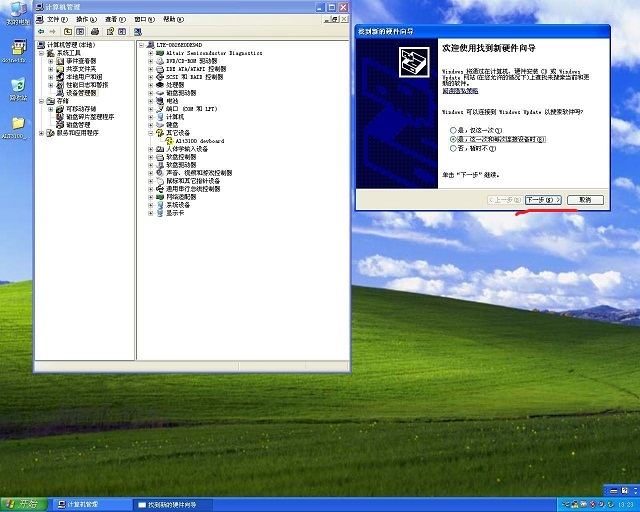 我的电脑
回收站
计算机管理
文件(F) 操作(A) 查看(V) 窗口(W) 帮助(H)
计算机管理(本地)
系统工具
事件查看器
共享文件夹
本地用户和组
性能日志和警报
设备管理器
存储
可移动存储
磁盘碎片整理程序
磁盘管理
服务和应用程序
Altair Semiconductor Diagnostics
DVD/CD-ROM 驱动器
IDE ATA/ATAPI 控制器
SCSI 和 RAID 控制器
处理器
磁盘驱动器
电池
端口 (COM 和 LPT)
计算机
键盘
其它设备
Alt3100 devboard
人体学输入设备
软盘控制器
软盘驱动器
声音、视频和游戏控制器
鼠标和其它指针设备
通用串行总线控制器
网络适配器
系统设备
显示卡
找到新的硬件向导
欢迎使用找到新硬件向导
Windows 将通过在计算机、硬件安装 CD 或 Windows
Update 网站(在您允许的情况下)上查找来搜索当前和更
新的软件。
阅读隐私策略
Windows 可以连接到 Windows Update 以搜索软件吗?
是，仅这一次(T)
是，这一次和每次连接设备时(E)
否，暂时不(T)
单击“下一步”继续。
<上一步(B) 下一步(N)> 取消
开始 计算机管理 找到新的硬件向导 13:23